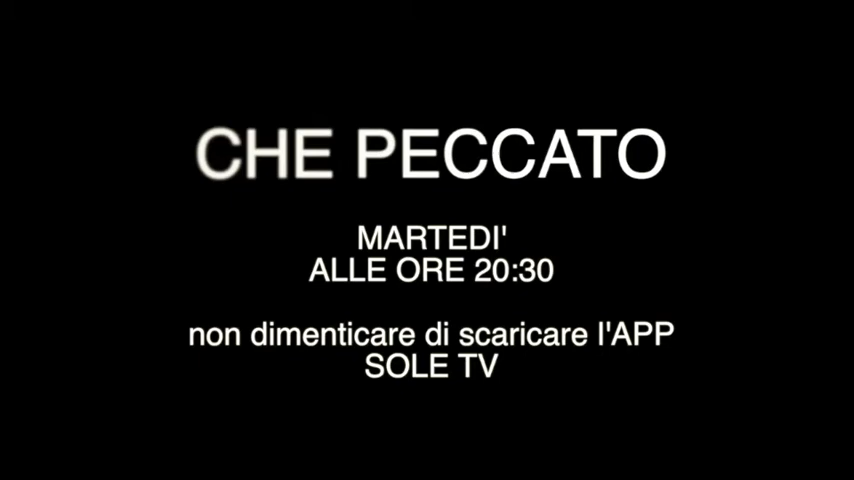 CHE PECCATO
MARTEDI'
ALLE ORE 20:30
non dimenticare di scaricare l'APP
SOLE TV